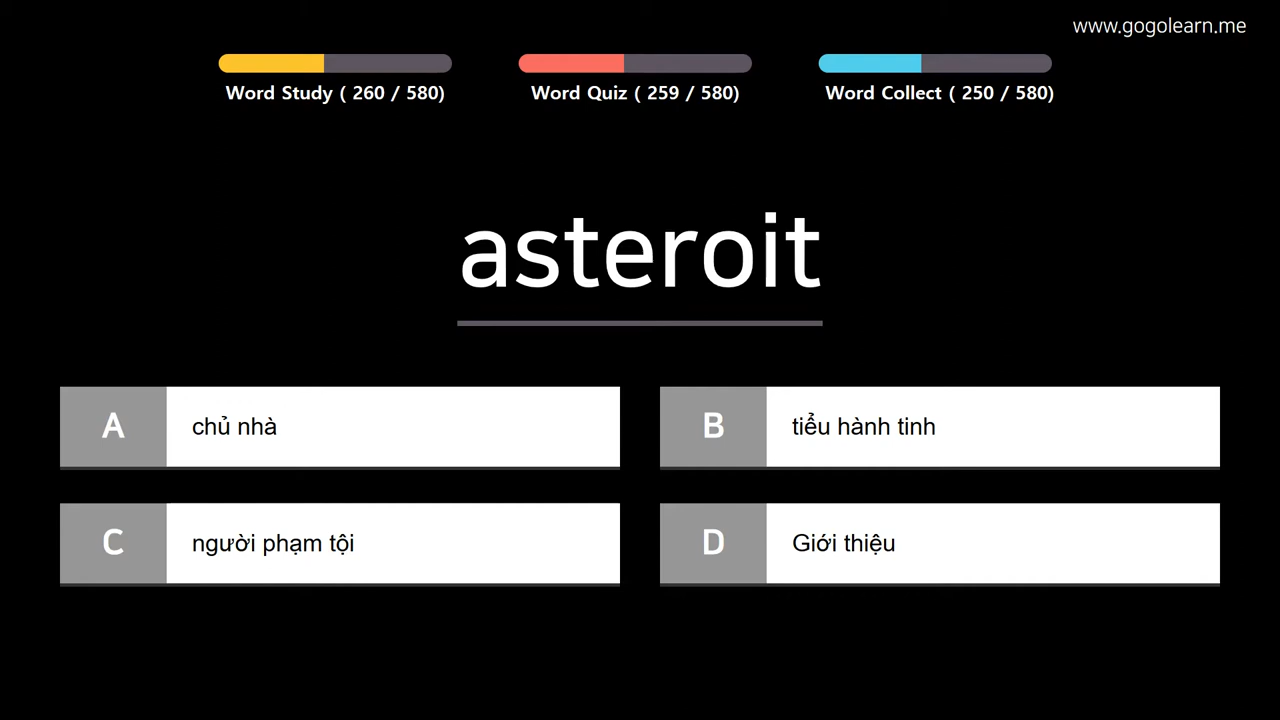 www.gogolearn.me
Word Study ( 260 / 580)
Word Quiz ( 259 / 580)
Word Collect ( 250 / 580)
asteroit
A chủ nhà
B tiểu hành tinh
C người phạm tội
D Giới thiệu